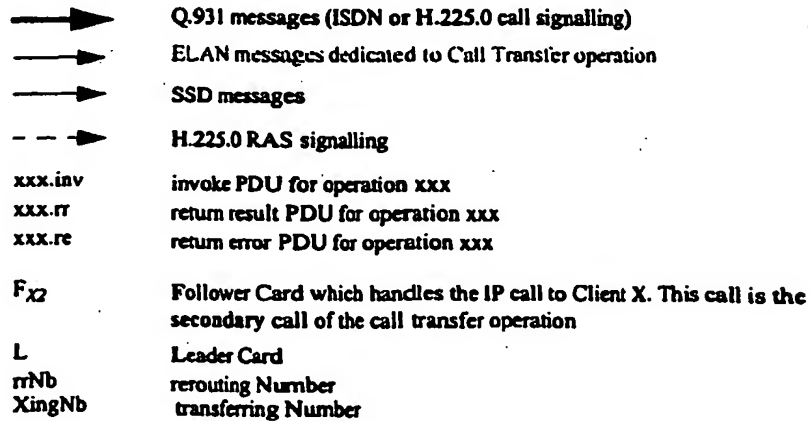 Q.931 messages (ISDN or H.225.0 call signalling)
ELAN messages dedicated to Call Transfer operation
SSD messages
H.225.0 RAS signalling
xxx.inv invoke PDU for operation xxx
xxx.rr return result PDU for operation xxx
xxx.re return error PDU for operation xxx
FX2 Follower Card which handles the IP call to Client X. This call is the
secondary call of the call transfer operation
L Leader Card
rrNb rerouting Number
XingNb transferring Number